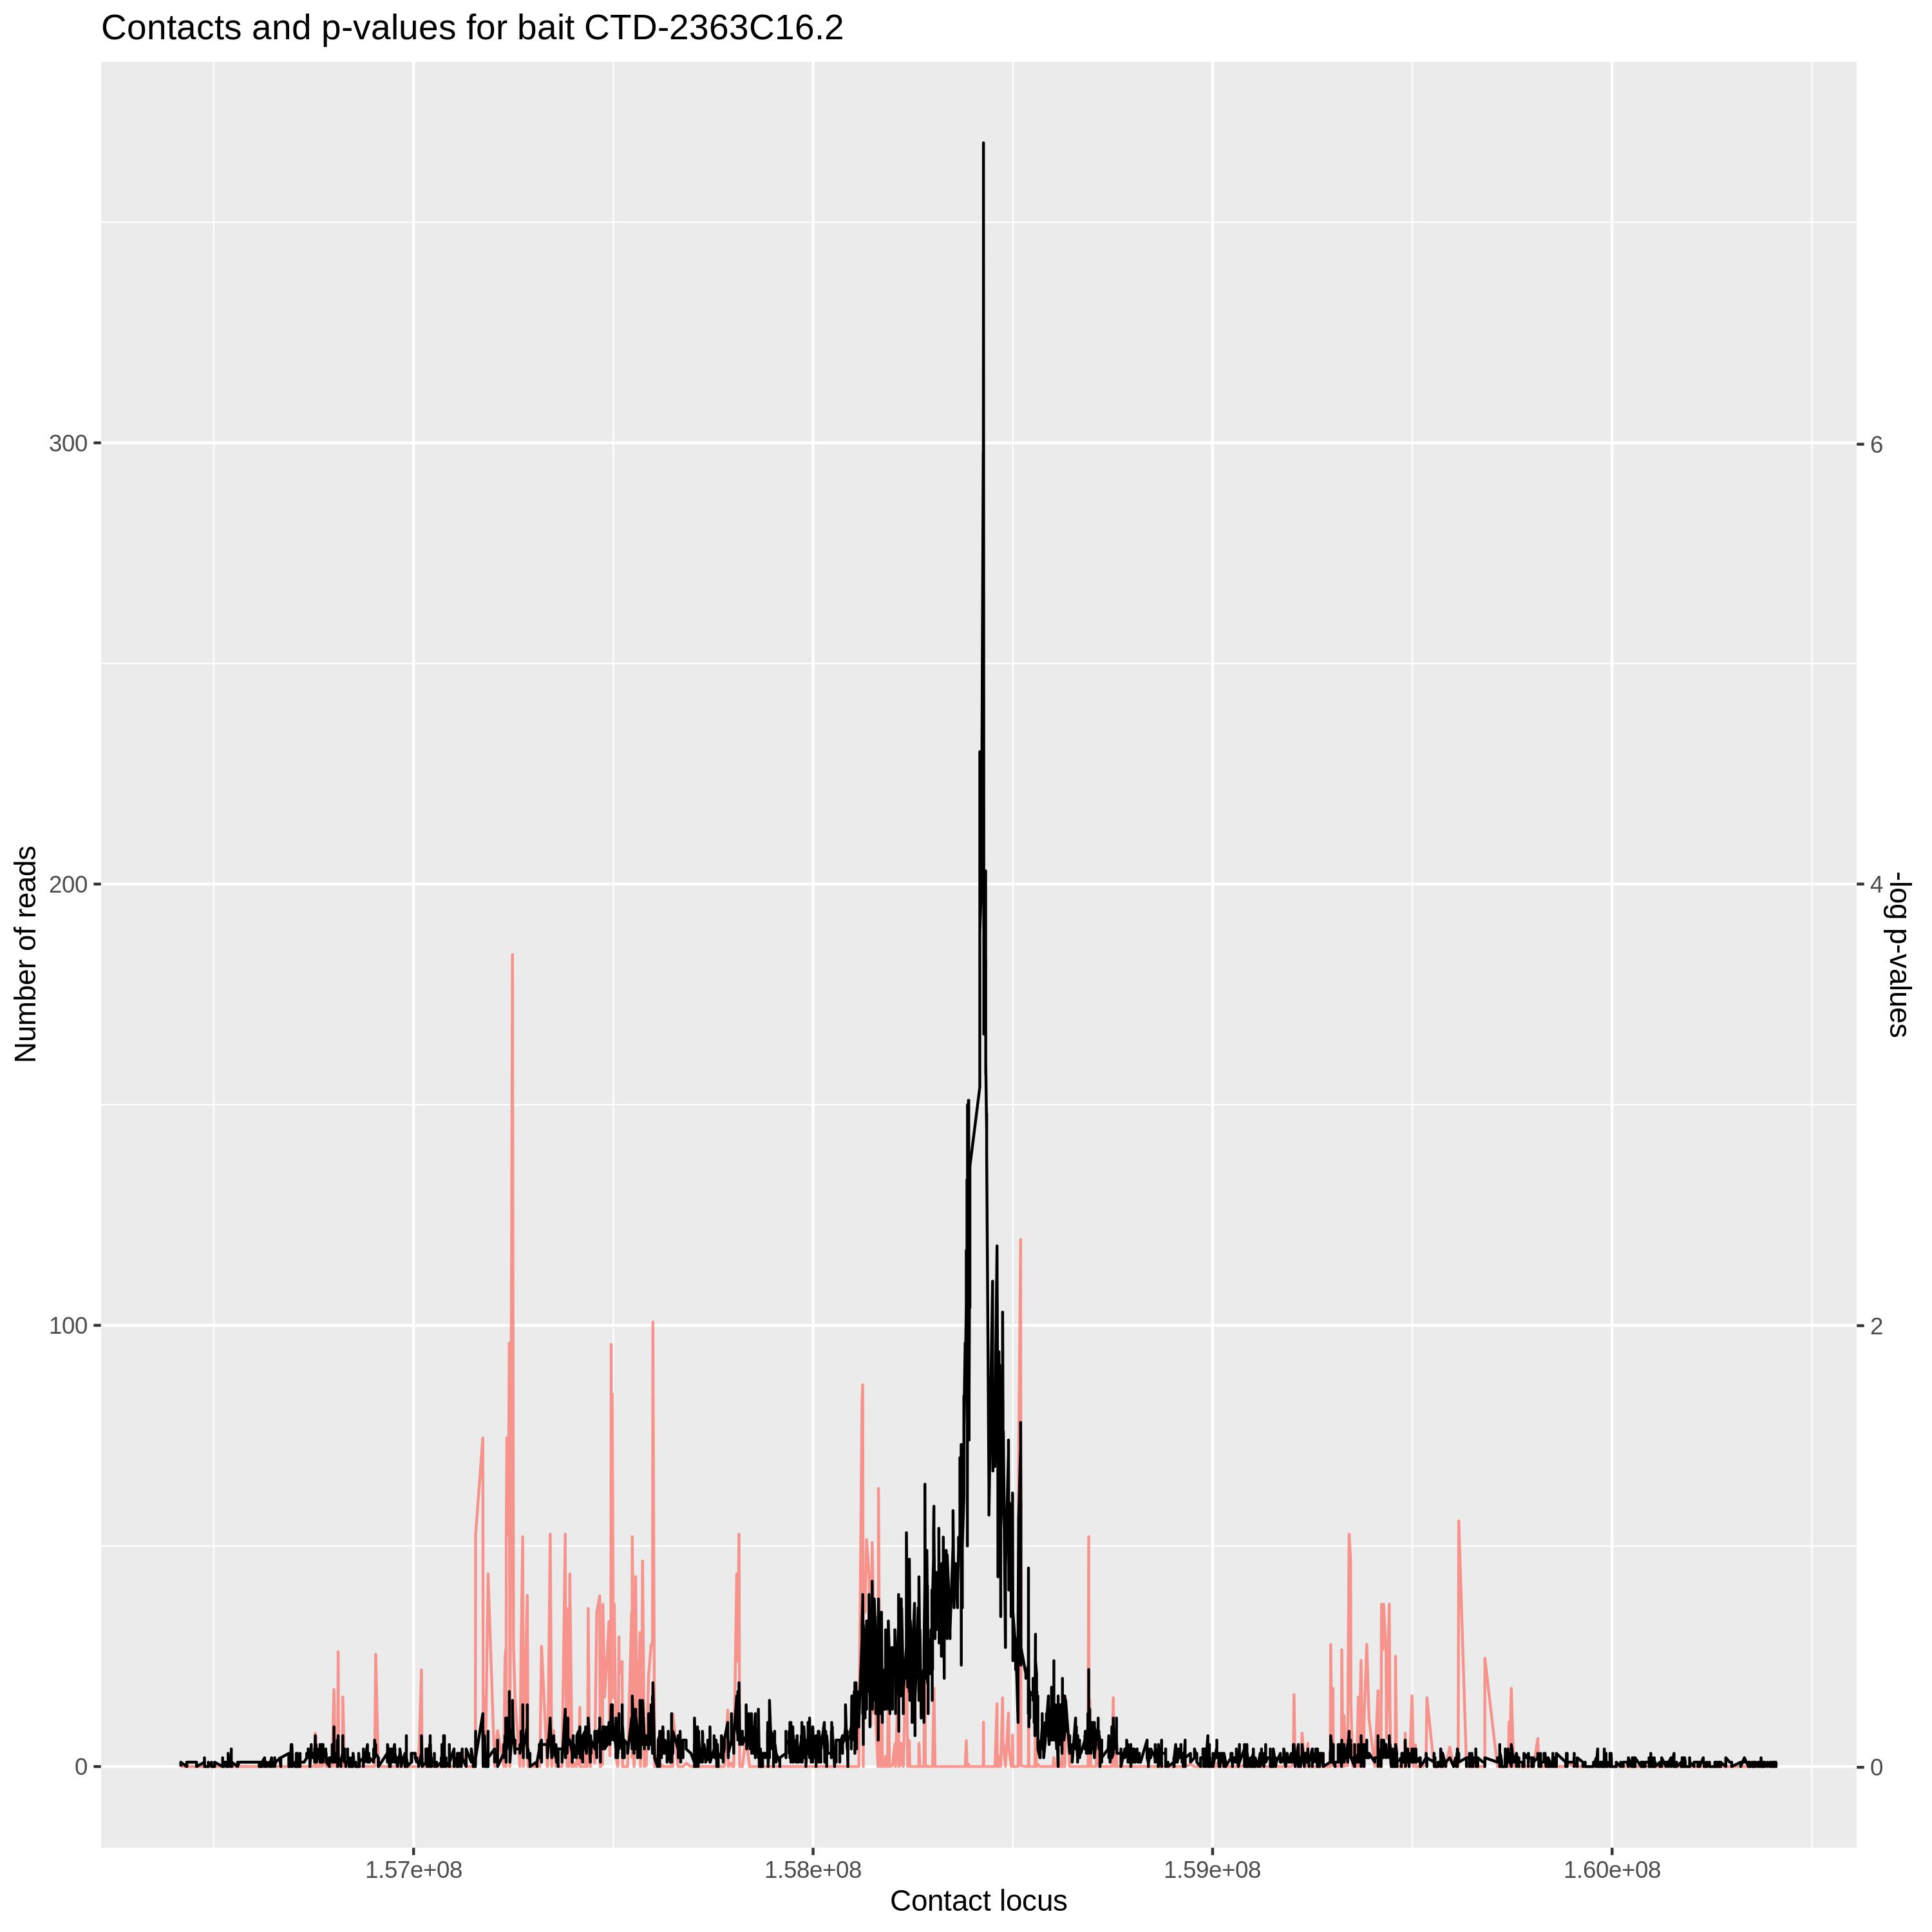 Contacts and p-values for bait CTD-2363C16.2
Number of reads
300
200
100
0
6
4
2
0
-log p-values
1.57e+08
1.58e+08
1.59e+08
1.60e+08
Contact locus